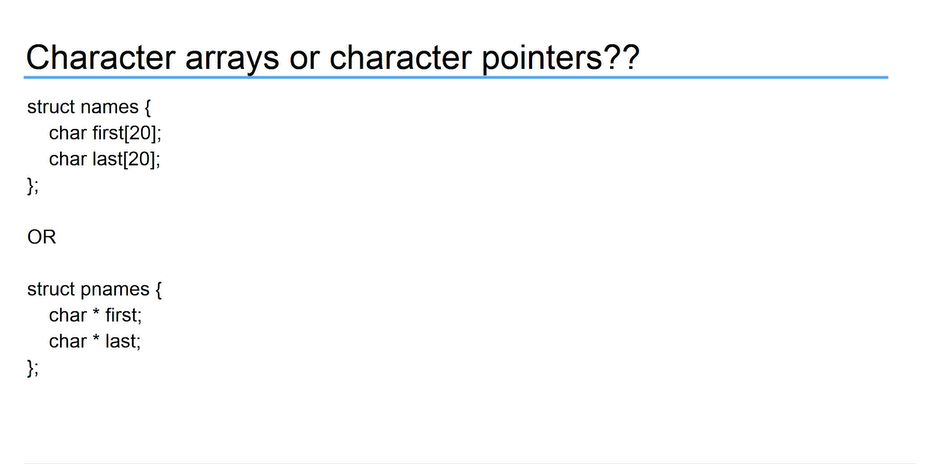 Character arrays or character pointers??
struct names {
char first[20];
char last[20];
};
OR
struct pnames {
char * first;
char * last;
};